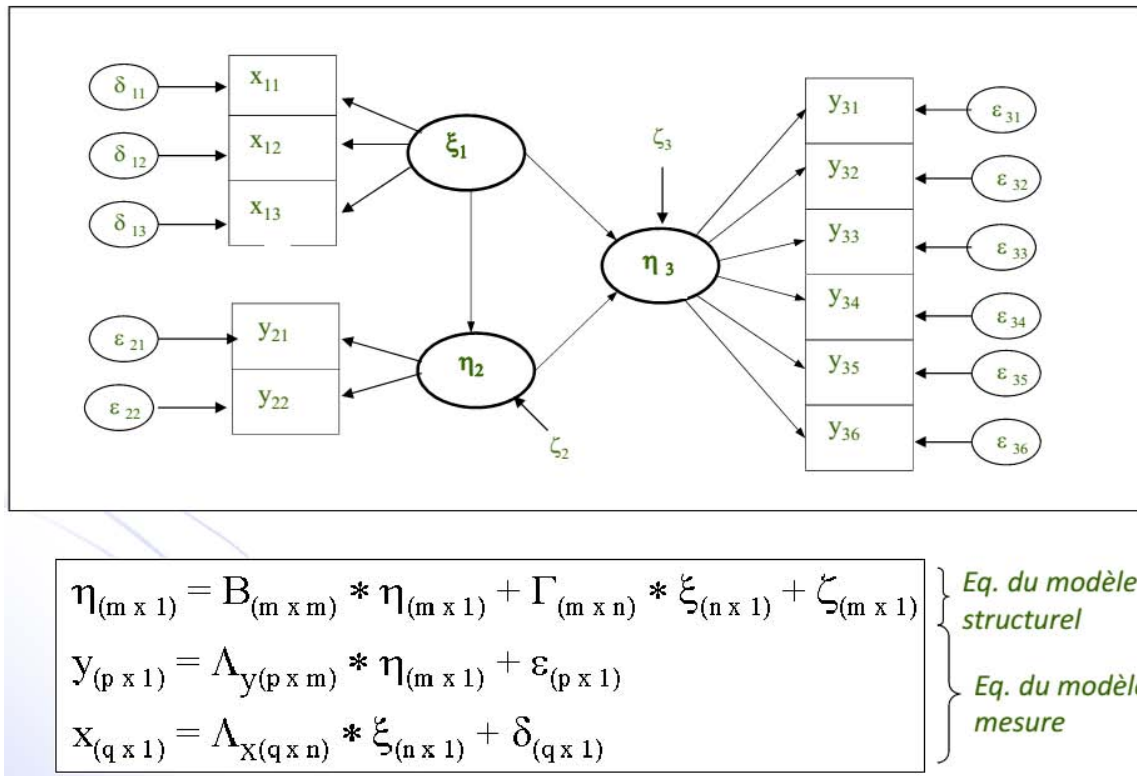 δ 11
x11
δ 12
x12
δ 13
x13
ξ1
ε 21
y21
ε 22
y22
η2
ζ2
ζ3
η 3
y31
ε 31
y32
ε 32
y33
ε 33
y34
ε 34
y35
ε 35
y36
ε 36
η(m x 1) = B(m x m) * η(m x 1) + Γ(m x n) * ξ(n x 1) + ζ(m x 1)
y(p x 1) = Λy(p x m) * η(m x 1) + ε(p x 1)
x(q x 1) = Λx(q x n) * ξ(n x 1) + δ(q x 1)
Eq. du modèle
structurel
Eq. du modèle
mesure